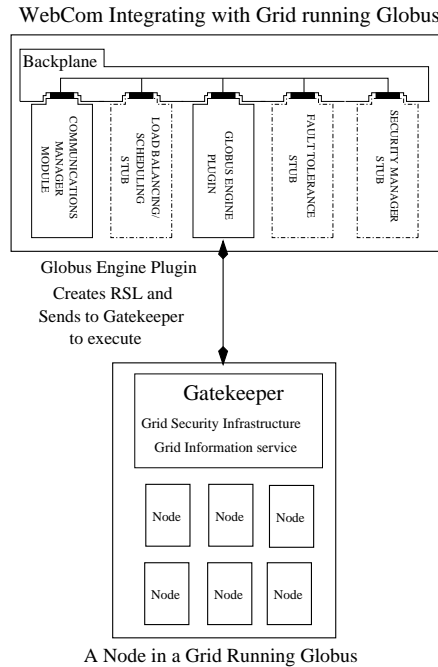 WebCom Integrating with Grid running Globus
Backplane
COMMUNICATIONS
MANAGER
MODULE
LOAD BALANCING/
SCHEDULING
STUB
GLOBUS ENGINE
PLUGIN
FAULT TOLERANCE
STUB
SECURITY MANAGER
STUB
Globus Engine Plugin
Creates RSL and
Sends to Gatekeeper
to execute
Gatekeeper
Grid Security Infrastructure
Grid Information service
Node Node Node
Node Node Node
A Node in a Grid Running Globus